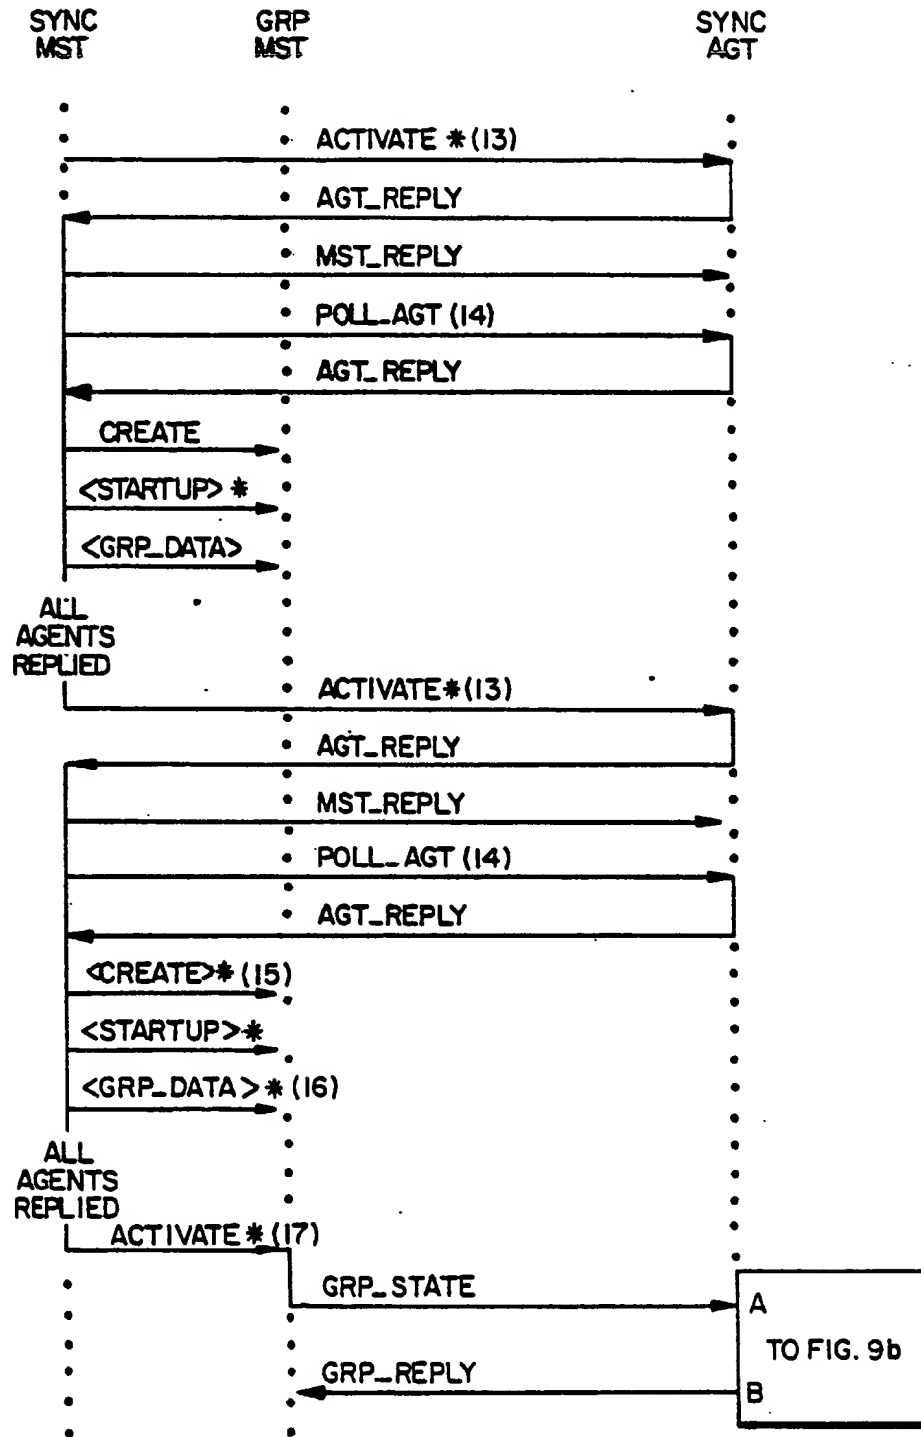 SYNC
MST
GRP
MST
SYNC
AGT
ACTIVATE * (13)
AGT_REPLY
MST_REPLY
POLL_AGT (14)
AGT_REPLY
CREATE
<STARTUP> *
<GRP_DATA>
ALL
AGENTS
REPLIED
ACTIVATE * (13)
AGT_REPLY
MST_REPLY
POLL_AGT (14)
AGT_REPLY
<CREATE> * (15)
<STARTUP> *
<GRP_DATA> * (16)
ALL
AGENTS
REPLIED
ACTIVATE * (17)
GRP_STATE
A
TO FIG. 9b
GRP_REPLY
B